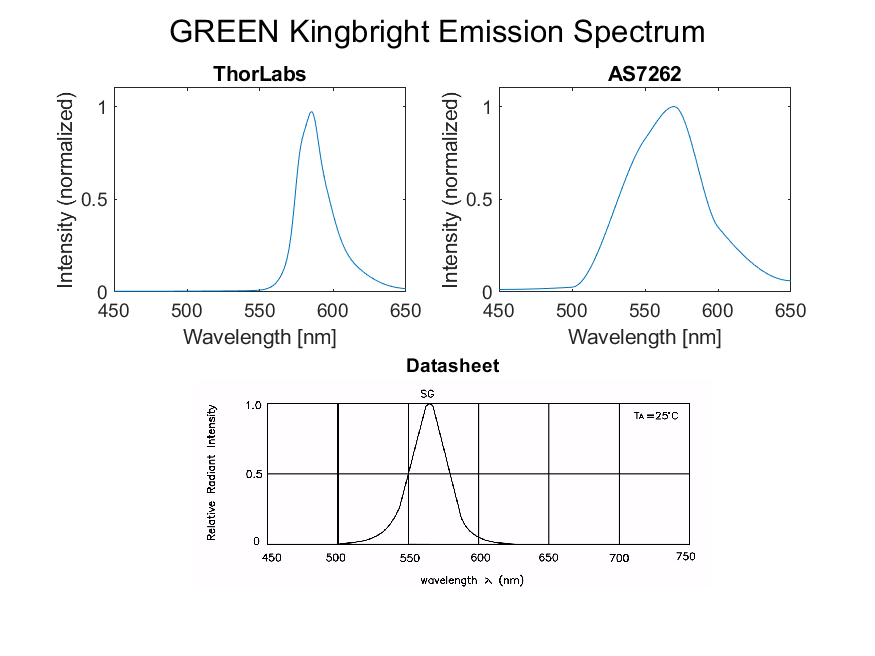 GREEN Kingbright Emission Spectrum
ThorLabs
AS7262
Intensity (normalized)
1
0.5
0
450 500 550 600 650
Wavelength [nm]
Intensity (normalized)
1
0.5
0
450 500 550 600 650
Wavelength [nm]
Datasheet
SG
TA=25°C
Relative Radiant Intensity
1.0
0.5
0
450 500 550 600 650 700 750
wavelength λ (nm)